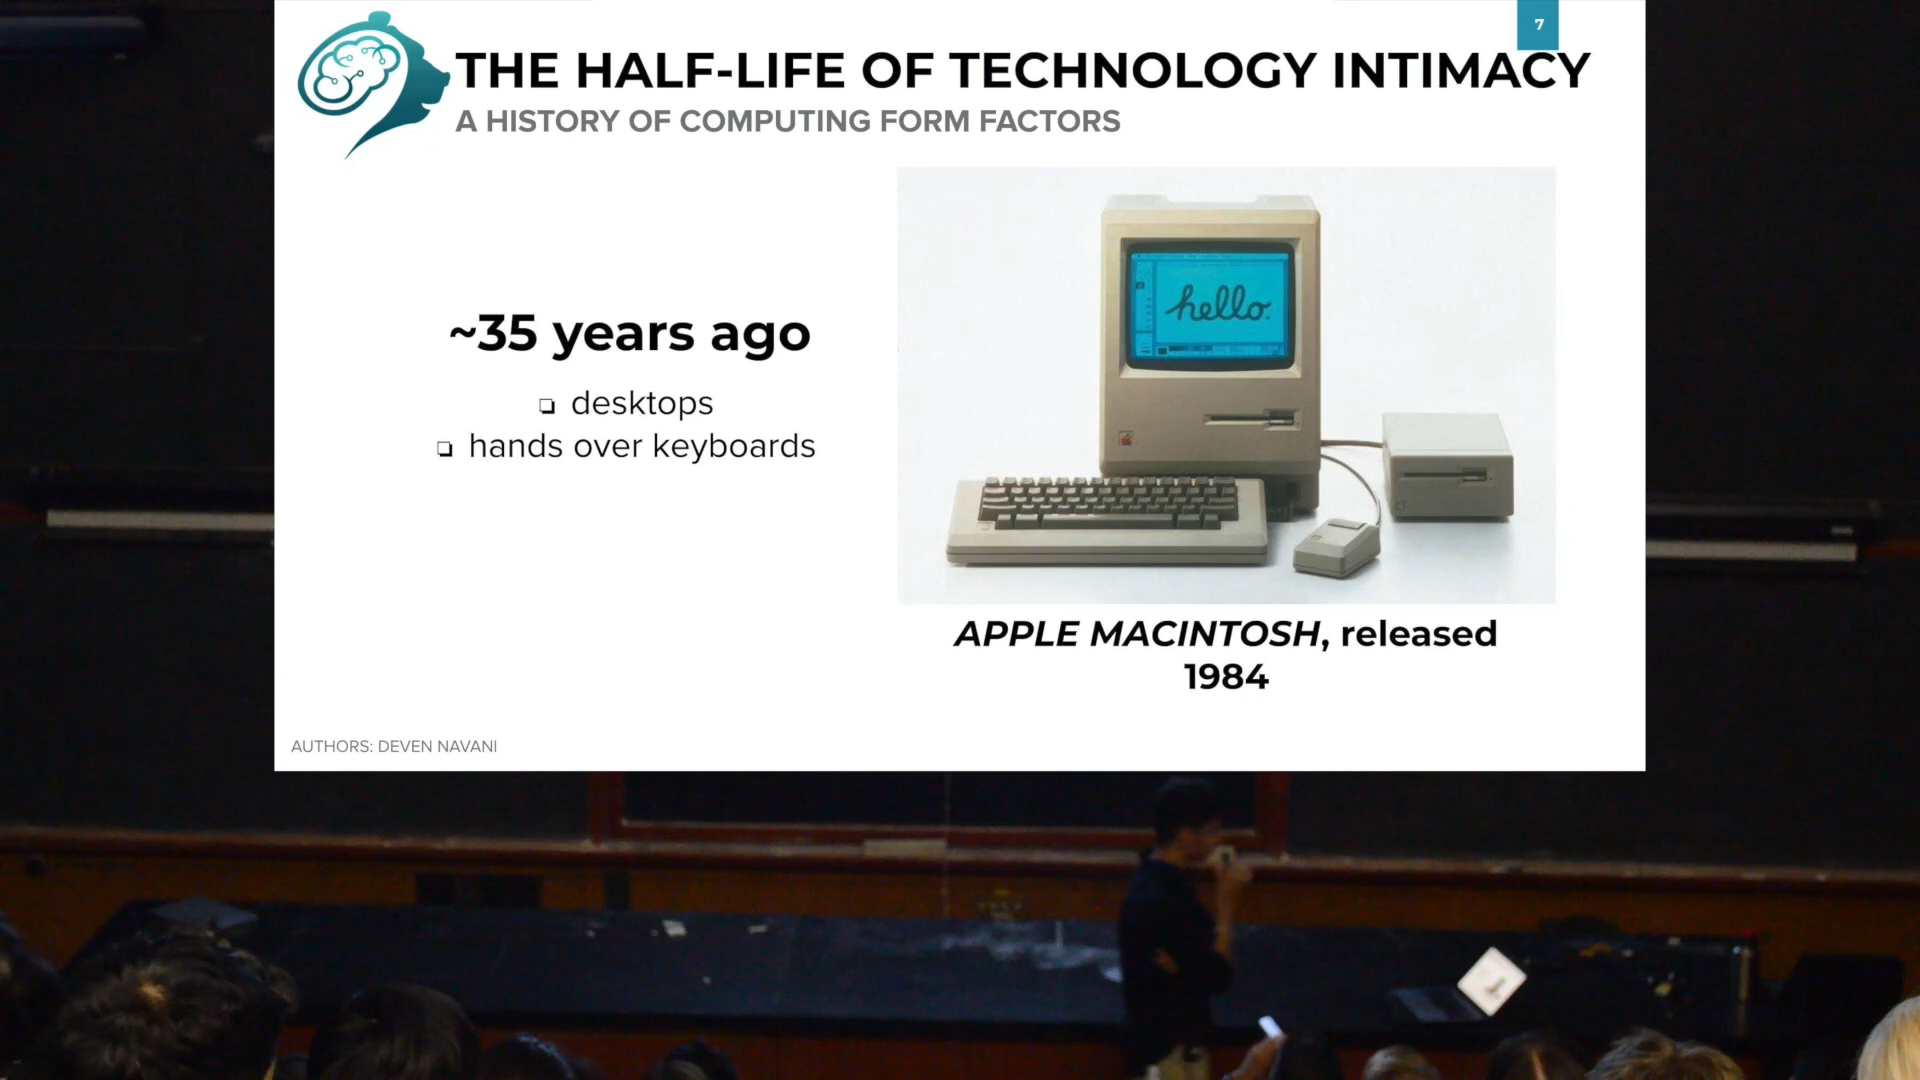 7
THE HALF-LIFE OF TECHNOLOGY INTIMACY
A HISTORY OF COMPUTING FORM FACTORS
~35 years ago
❏ desktops
❏ hands over keyboards
hello.
APPLE MACINTOSH, released
1984
AUTHORS: DEVEN NAVANI